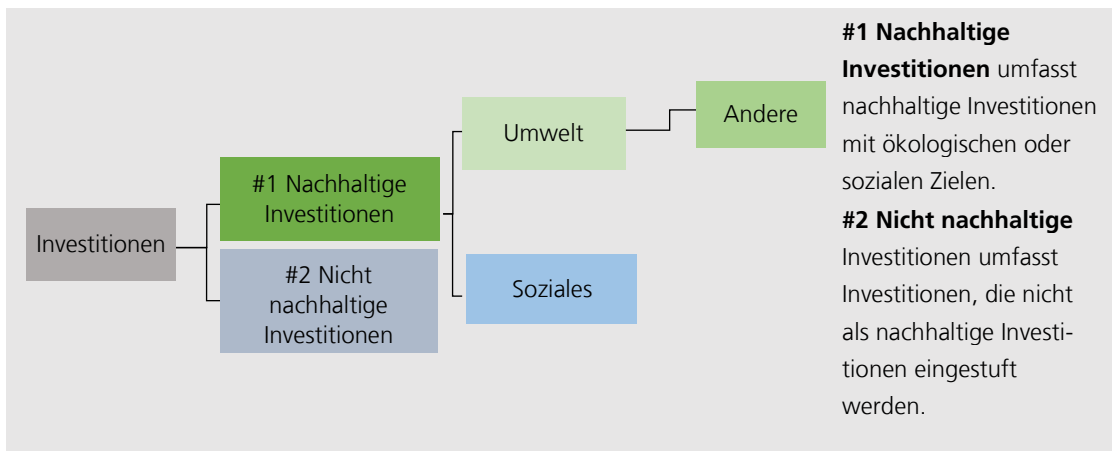 Investitionen
#1 Nachhaltige
Investitionen
#2 Nicht
nachhaltige
Investitionen
Umwelt
Soziales
Andere
#1 Nachhaltige
Investitionen umfasst
nachhaltige Investitionen
mit ökologischen oder
sozialen Zielen.
#2 Nicht nachhaltige
Investitionen umfasst
Investitionen, die nicht
als nachhaltige Investi-
tionen eingestuft
werden.